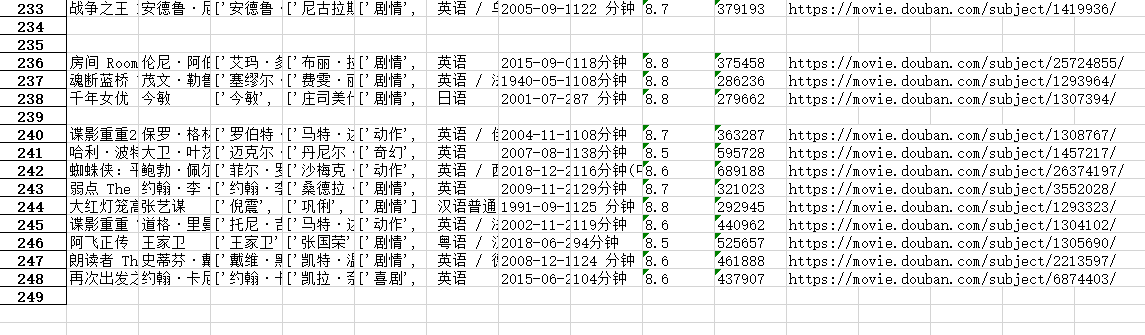 233 战争之王 安德鲁·尼 ['安德鲁· ['尼古拉斯 ['剧情', 英语 / 乌 2005-09-1 122 分钟 8.7 379193 https://movie.douban.com/subject/1419936/
234
235
236 房间 Room 伦尼·阿伯 ['艾玛·多 ['布丽·拉 ['剧情', 英语 2015-09-0 118分钟 8.8 375458 https://movie.douban.com/subject/25724855/
237 魂断蓝桥 茂文·勒鲁 ['塞缪尔· ['费雯·丽 ['剧情', 英语 / 法 1940-05-1 108分钟 8.8 286236 https://movie.douban.com/subject/1293964/
238 千年女优 今敏 ['今敏', ['庄司美代 ['剧情', 日语 2001-07-2 87 分钟 8.8 279662 https://movie.douban.com/subject/1307394/
239
240 谍影重重2 保罗·格林 ['罗伯特· ['马特·达 ['动作', 英语 / 俄 2004-11-1 108分钟 8.7 363287 https://movie.douban.com/subject/1308767/
241 哈利·波特 大卫·叶茨 ['迈克尔· ['丹尼尔· ['奇幻', 英语 2007-08-1 138分钟 8.5 595728 https://movie.douban.com/subject/1457217/
242 蜘蛛侠：平 鲍勃·佩尔 ['菲尔·罗 ['沙梅克· ['动作', 英语 / 西 2018-12-2 116分钟(中 8.6 689188 https://movie.douban.com/subject/26374197/
243 弱点 The 约翰·李· ['约翰·李 ['桑德拉· ['剧情', 英语 2009-11-2 129分钟 8.7 321023 https://movie.douban.com/subject/3552028/
244 大红灯笼高 张艺谋 ['倪震', ['巩俐', ['剧情'] 汉语普通 1991-09-1 125 分钟 8.8 292945 https://movie.douban.com/subject/1293323/
245 谍影重重 道格·里曼 ['托尼·吉 ['马特·达 ['动作', 英语 / 法 2002-11-2 119分钟 8.6 440962 https://movie.douban.com/subject/1304102/
246 阿飞正传 王家卫 ['王家卫' ['张国荣' ['剧情', 粤语 / 汉 2018-06-2 94分钟 8.5 525657 https://movie.douban.com/subject/1305690/
247 朗读者 Th 史蒂芬·戴 ['戴维·黑 ['凯特·温 ['剧情', 英语 / 德 2008-12-1 124 分钟 8.6 461888 https://movie.douban.com/subject/2213597/
248 再次出发之 约翰·卡尼 ['约翰·卡 ['凯拉·奈 ['喜剧', 英语 2015-06-2 104分钟 8.6 437907 https://movie.douban.com/subject/6874403/
249